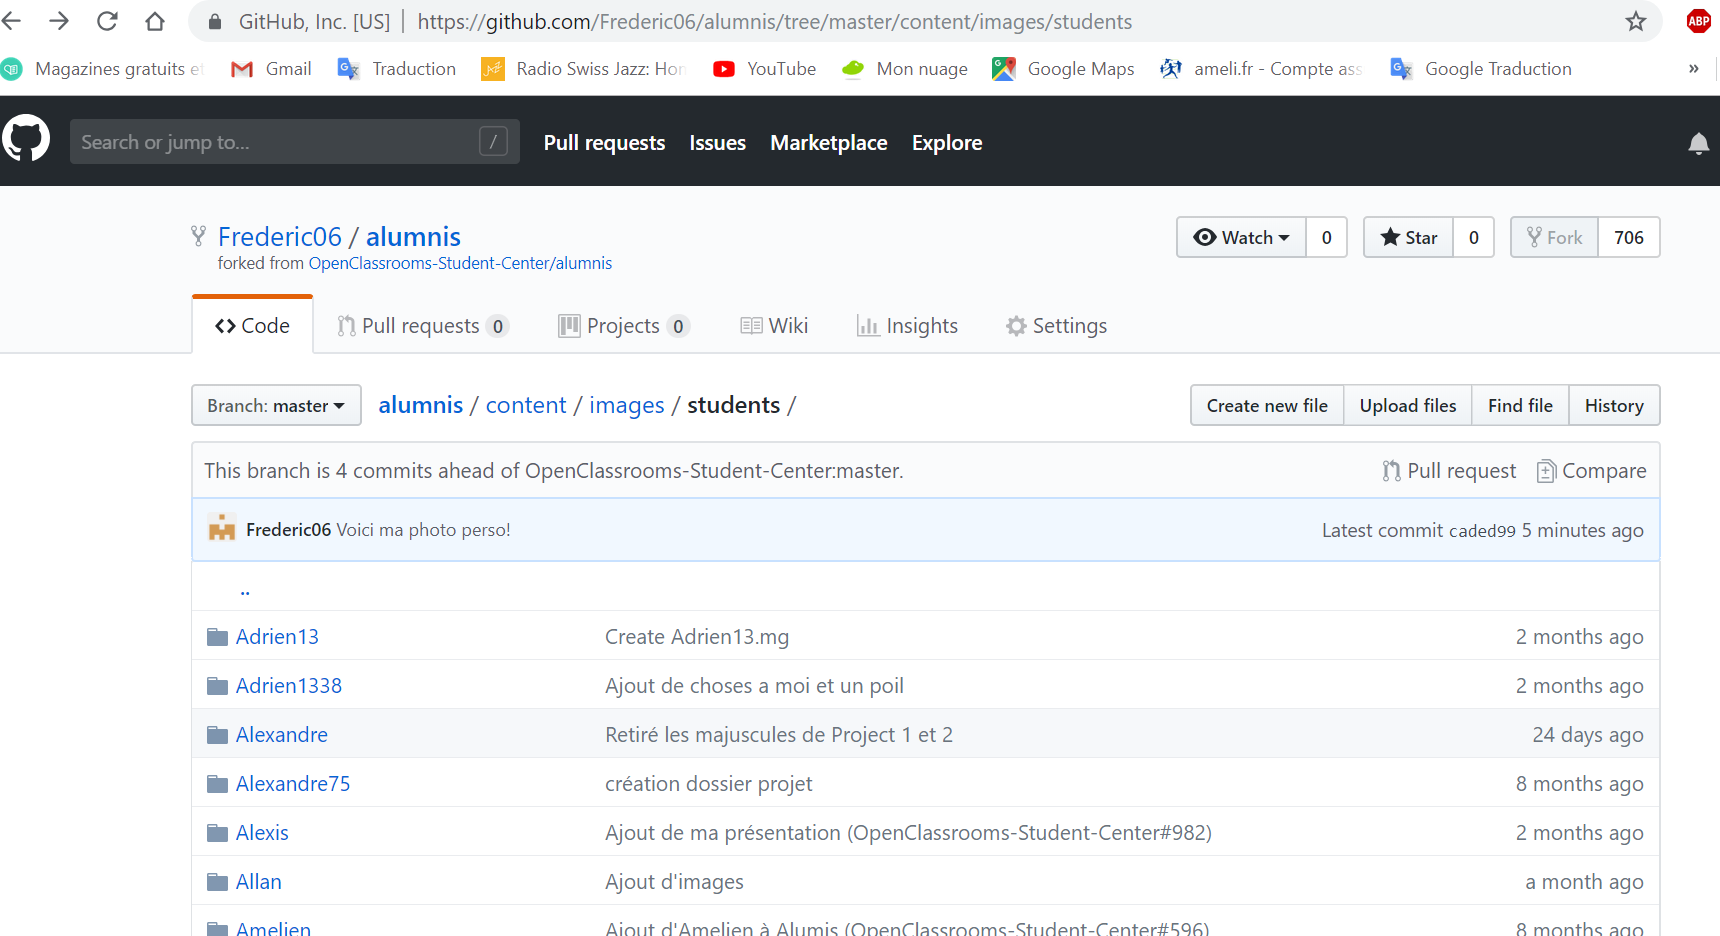 GitHub, Inc. [US] | https://github.com/Frederic06/alumnis/tree/master/content/images/students ABP
Magazines gratuits et Gmail Traduction Radio Swiss Jazz: Hor YouTube Mon nuage Google Maps ameli.fr - Compte ass Google Traduction »
Search or jump to... / Pull requests Issues Marketplace Explore
Frederic06 / alumnis Watch 0 Star 0 Fork 706
forked from OpenClassrooms-Student-Center/alumnis
Code Pull requests 0 Projects 0 Wiki Insights Settings
Branch: master alumnis / content / images / students / Create new file Upload files Find file History
This branch is 4 commits ahead of OpenClassrooms-Student-Center:master. Pull request Compare
Frederic06 Voici ma photo perso! Latest commit caded99 5 minutes ago
..
Adrien13 Create Adrien13.mg 2 months ago
Adrien1338 Ajout de choses a moi et un poil 2 months ago
Alexandre Retiré les majuscules de Project 1 et 2 24 days ago
Alexandre75 création dossier projet 8 months ago
Alexis Ajout de ma présentation (OpenClassrooms-Student-Center#982) 2 months ago
Allan Ajout d'images a month ago
Amelien Ajout d'Amelien à Alumis (OpenClassrooms-Student-Center#596) 8 months ago